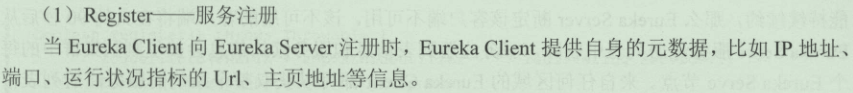 （1）Register——服务注册
当 Eureka Client 向 Eureka Server 注册时，Eureka Client 提供自身的元数据，比如 IP 地址、
端口、运行状况指标的 Url、主页地址等信息。